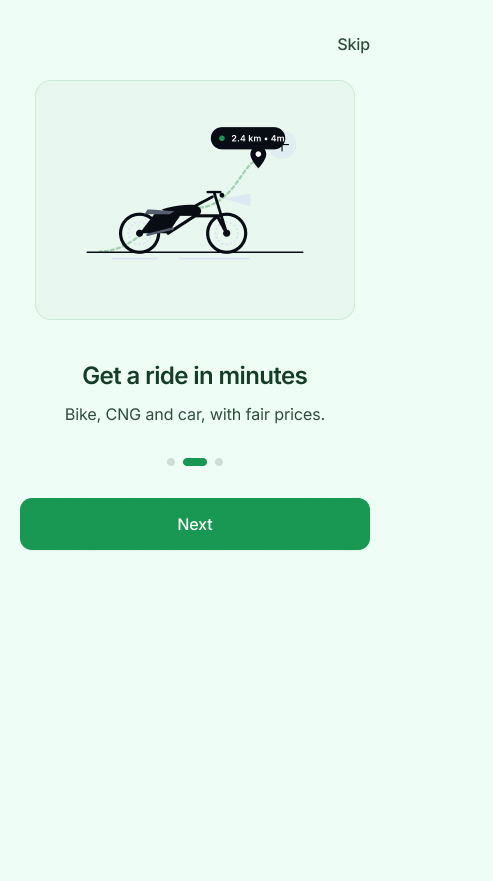 Skip
2.4 km • 4m
Get a ride in minutes
Bike, CNG and car, with fair prices.
Next